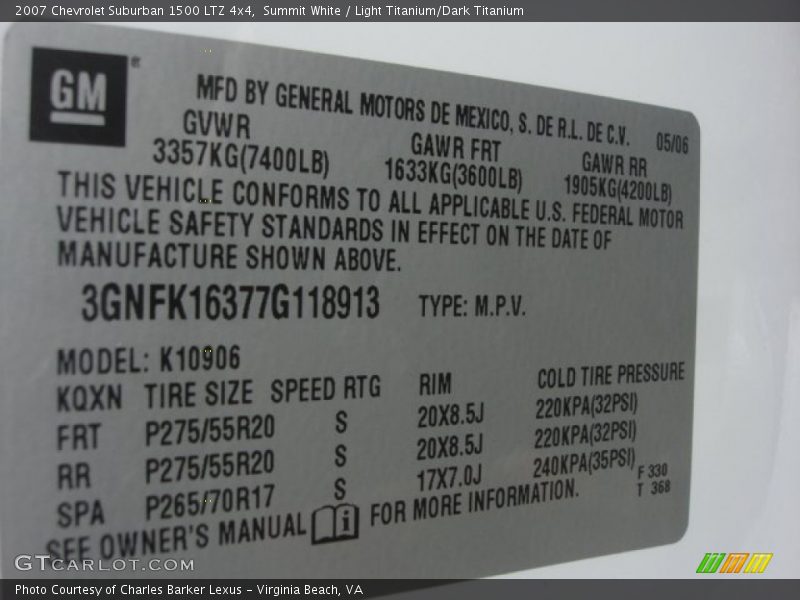 2007 Chevrolet Suburban 1500 LTZ 4x4, Summit White / Light Titanium/Dark Titanium
GM®
MFD BY GENERAL MOTORS DE MEXICO, S. DE R.L. DE C.V. 05/06
GVWR GAWR FRT GAWR RR
3357KG(7400LB) 1633KG(3600LB) 1905KG(4200LB)
THIS VEHICLE CONFORMS TO ALL APPLICABLE U.S. FEDERAL MOTOR
VEHICLE SAFETY STANDARDS IN EFFECT ON THE DATE OF
MANUFACTURE SHOWN ABOVE.
3GNFK16377G118913 TYPE: M.P.V.
MODEL: K10906
KQXN TIRE SIZE SPEED RTG RIM COLD TIRE PRESSURE
FRT P275/55R20 S 20X8.5J 220KPA(32PSI)
RR P275/55R20 S 20X8.5J 220KPA(32PSI)
SPA P265/70R17 S 17X7.0J 240KPA(35PSI)
F 330
T 368
SEE OWNER'S MANUAL i FOR MORE INFORMATION.
GTCARLOT.COM
Photo Courtesy of Charles Barker Lexus - Virginia Beach, VA